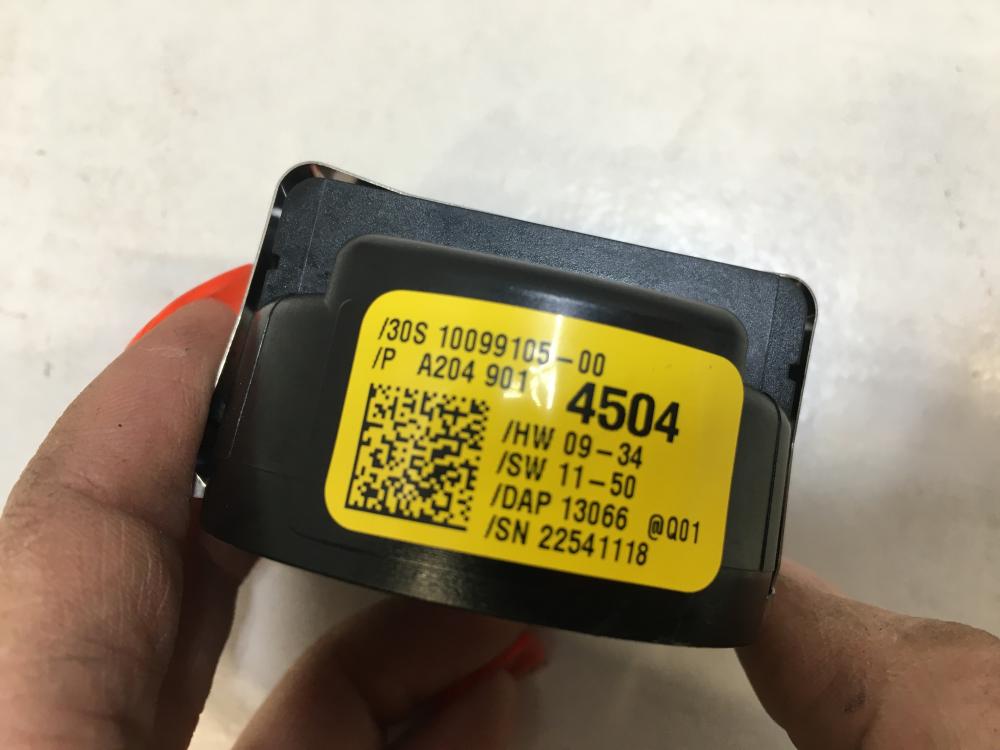 /30S 10099105-00
/P A204 901 4504
/HW 09-34
/SW 11-50
/DAP 13066 @Q01
/SN 22541118